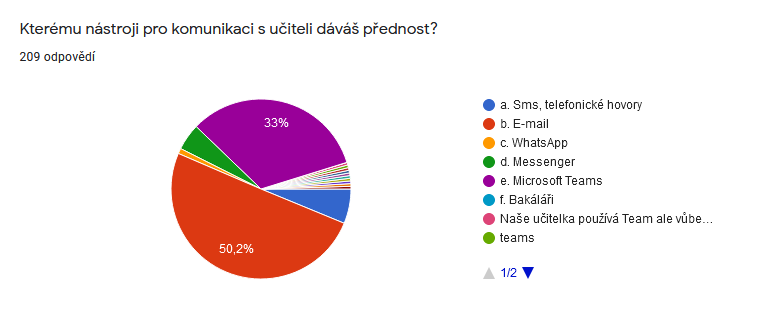 Kterému nástroji pro komunikaci s učiteli dáváš přednost?
209 odpovědí
33%
50,2%
a. Sms, telefonické hovory
b. E-mail
c. WhatsApp
d. Messenger
e. Microsoft Teams
f. Bakáláři
Naše učitelka používá Team ale vůbe…
teams
1/2